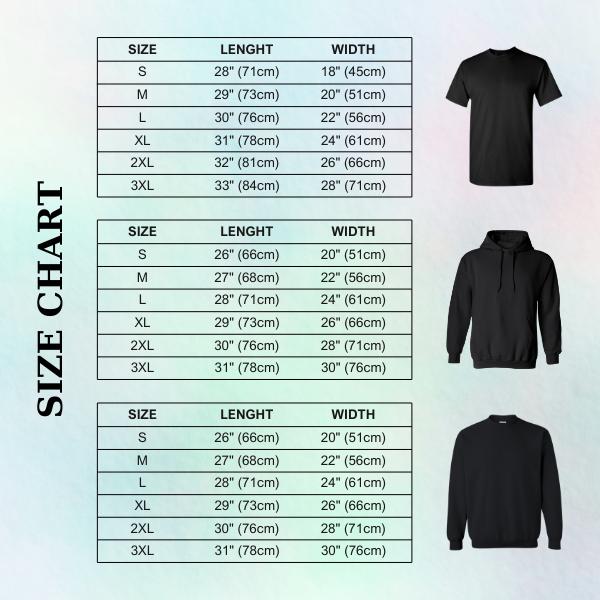 SIZE CHART
SIZE LENGHT WIDTH
S 28" (71cm) 18" (45cm)
M 29" (73cm) 20" (51cm)
L 30" (76cm) 22" (56cm)
XL 31" (78cm) 24" (61cm)
2XL 32" (81cm) 26" (66cm)
3XL 33" (84cm) 28" (71cm)
SIZE LENGHT WIDTH
S 26" (66cm) 20" (51cm)
M 27" (68cm) 22" (56cm)
L 28" (71cm) 24" (61cm)
XL 29" (73cm) 26" (66cm)
2XL 30" (76cm) 28" (71cm)
3XL 31" (78cm) 30" (76cm)
SIZE LENGHT WIDTH
S 26" (66cm) 20" (51cm)
M 27" (68cm) 22" (56cm)
L 28" (71cm) 24" (61cm)
XL 29" (73cm) 26" (66cm)
2XL 30" (76cm) 28" (71cm)
3XL 31" (78cm) 30" (76cm)